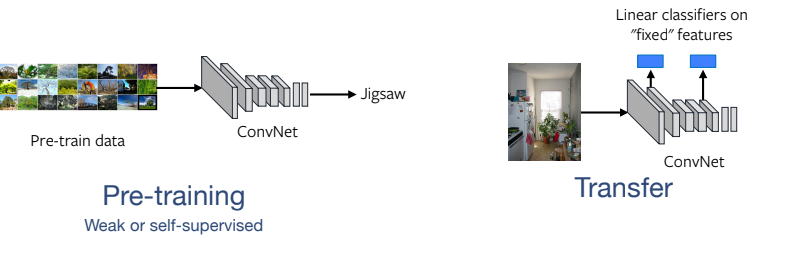 Linear classifiers on
"fixed" features
Jigsaw
ConvNet
Pre-train data
ConvNet
Pre-training
Transfer
Weak or self-supervised